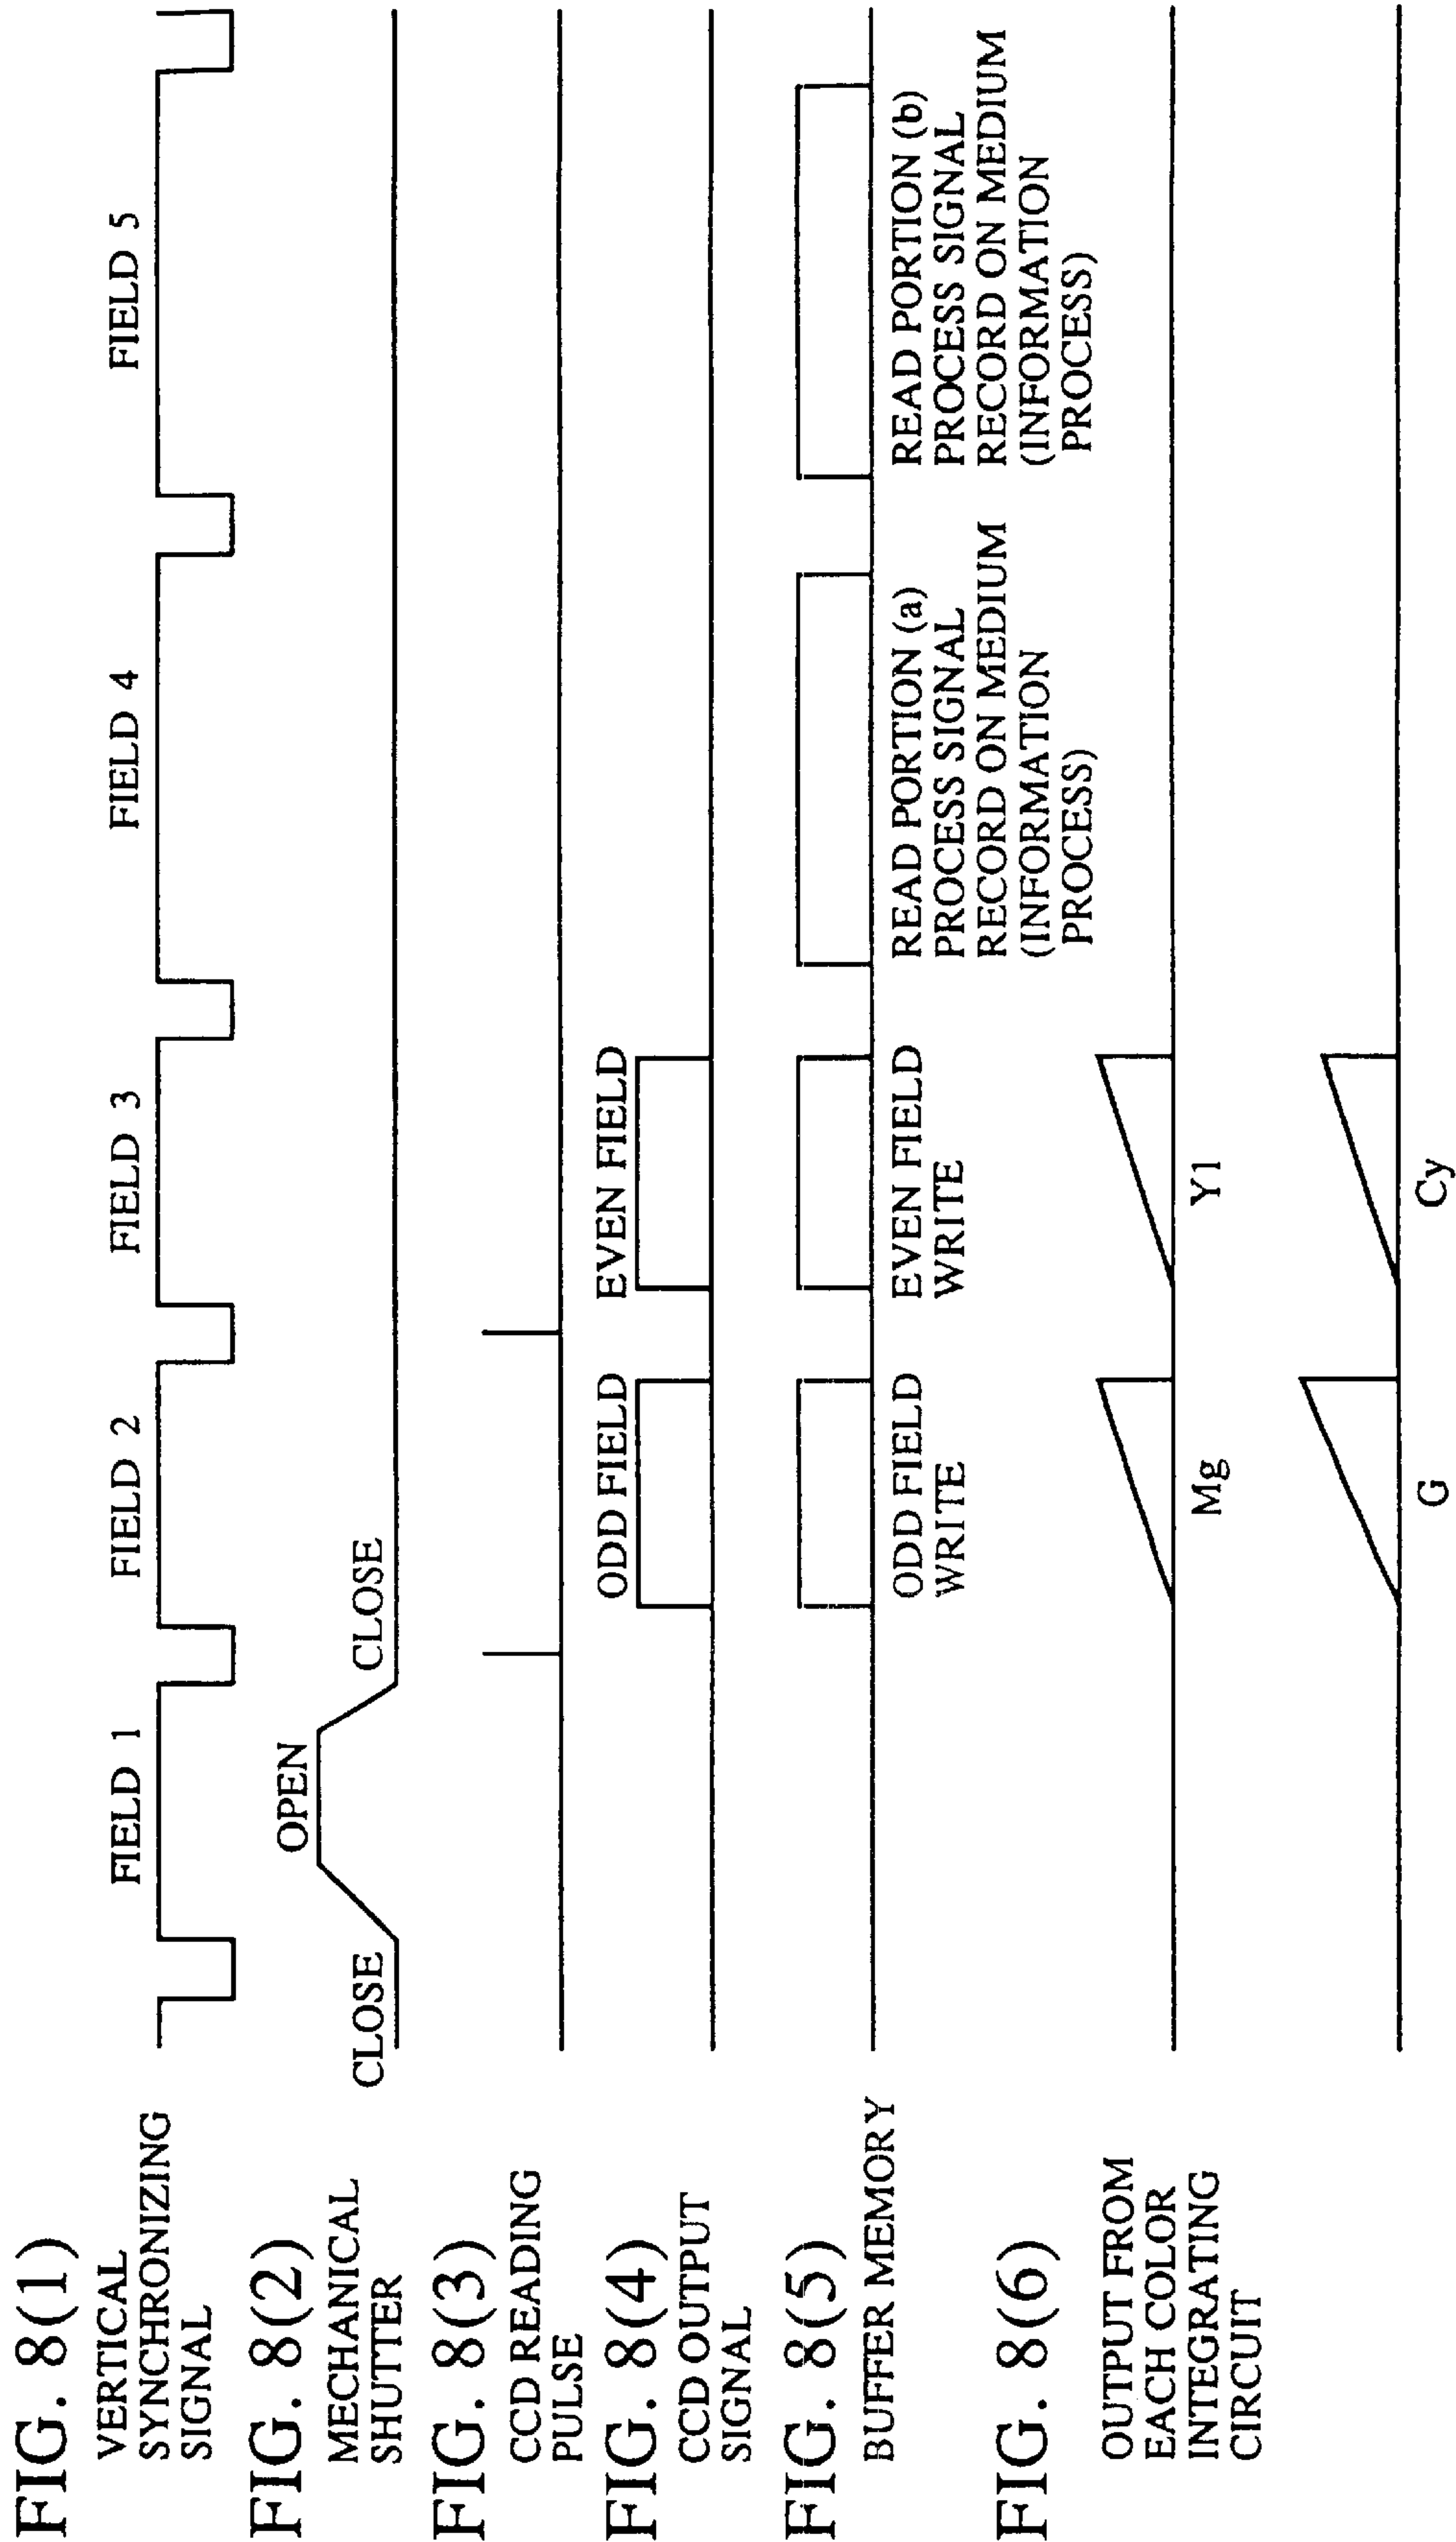 FIG. 8(1)
VERTICAL
SYNCHRONIZING
SIGNAL
FIELD 1
FIELD 2
FIELD 3
FIELD 4
FIELD 5
FIG. 8(2)
MECHANICAL
SHUTTER
CLOSE
OPEN
CLOSE
FIG. 8(3)
CCD READING
PULSE
FIG. 8(4)
CCD OUTPUT
SIGNAL
ODD FIELD
EVEN FIELD
FIG. 8(5)
BUFFER MEMORY
ODD FIELD
WRITE
EVEN FIELD
WRITE
READ PORTION (a)
PROCESS SIGNAL
RECORD ON MEDIUM
(INFORMATION
PROCESS)
READ PORTION (b)
PROCESS SIGNAL
RECORD ON MEDIUM
(INFORMATION
PROCESS)
FIG. 8(6)
OUTPUT FROM
EACH COLOR
INTEGRATING
CIRCUIT
Mg
Yl
G
Cy